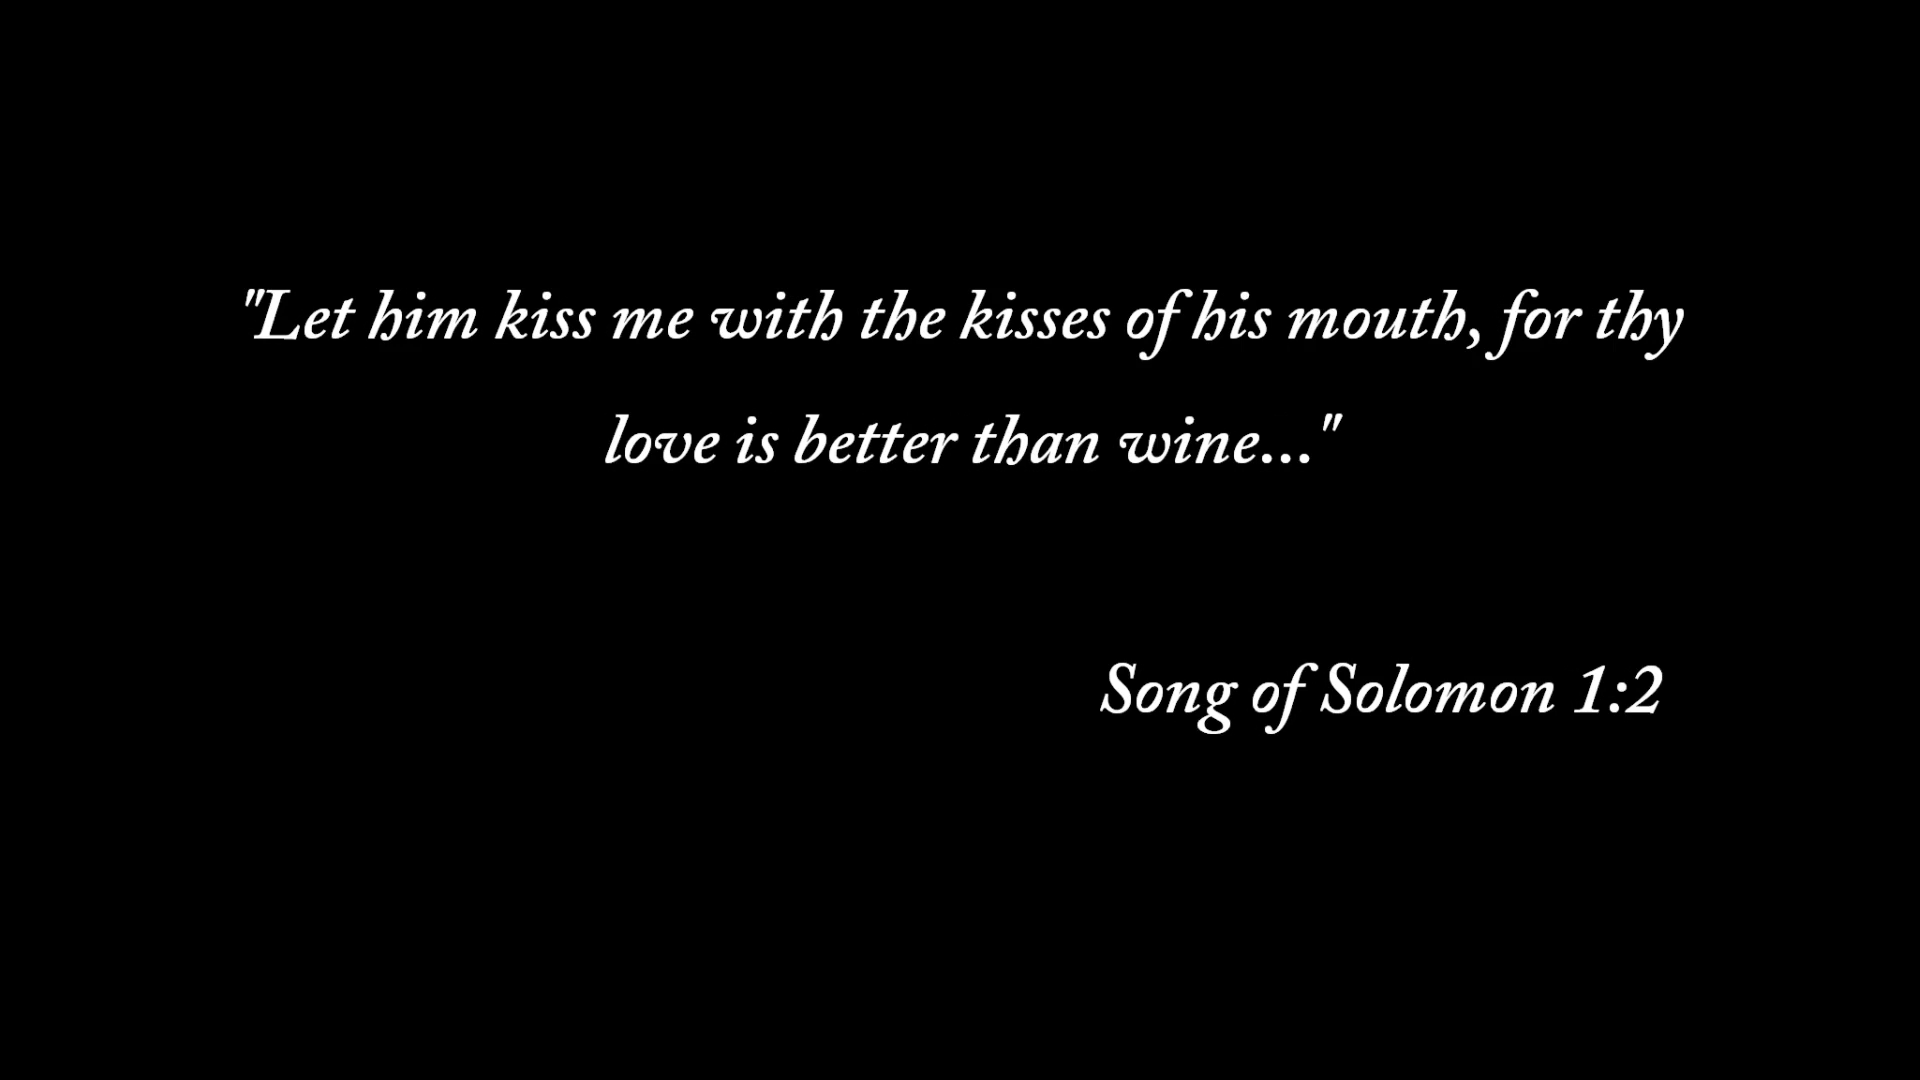 "Let him kiss me with the kisses of his mouth, for thy
love is better than wine..."
Song of Solomon 1:2